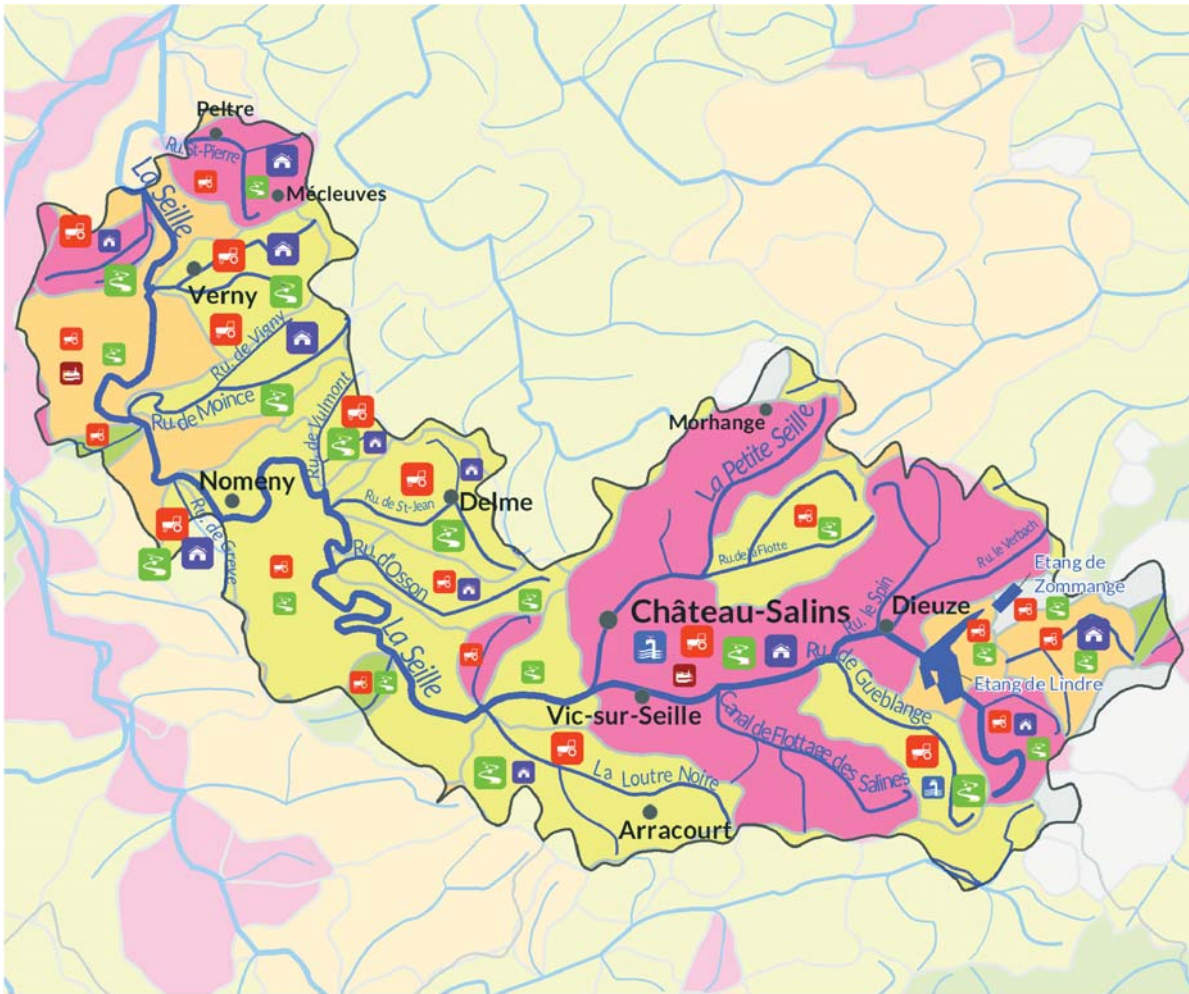 Peltre
Ru. St-Pierre
Mécleuves
La Seille
Verny
Ru. de Vigny
Ru. de Moince
Ru. de Vulmont
Morhange
La Petite Seille
Nomeny
Ru. de Grève
Ru. de St-Jean
Delme
Ru. d'Osson
Ru. de la Flotte
Ru. le Verbach
Ru. le Spin
Etang de
Zommange
Château-Salins
Dieuze
La Seille
Ru. de Gueblange
Etang de Lindre
Vic-sur-Seille
Canal de Flottage des Salines
La Loutre Noire
Arracourt